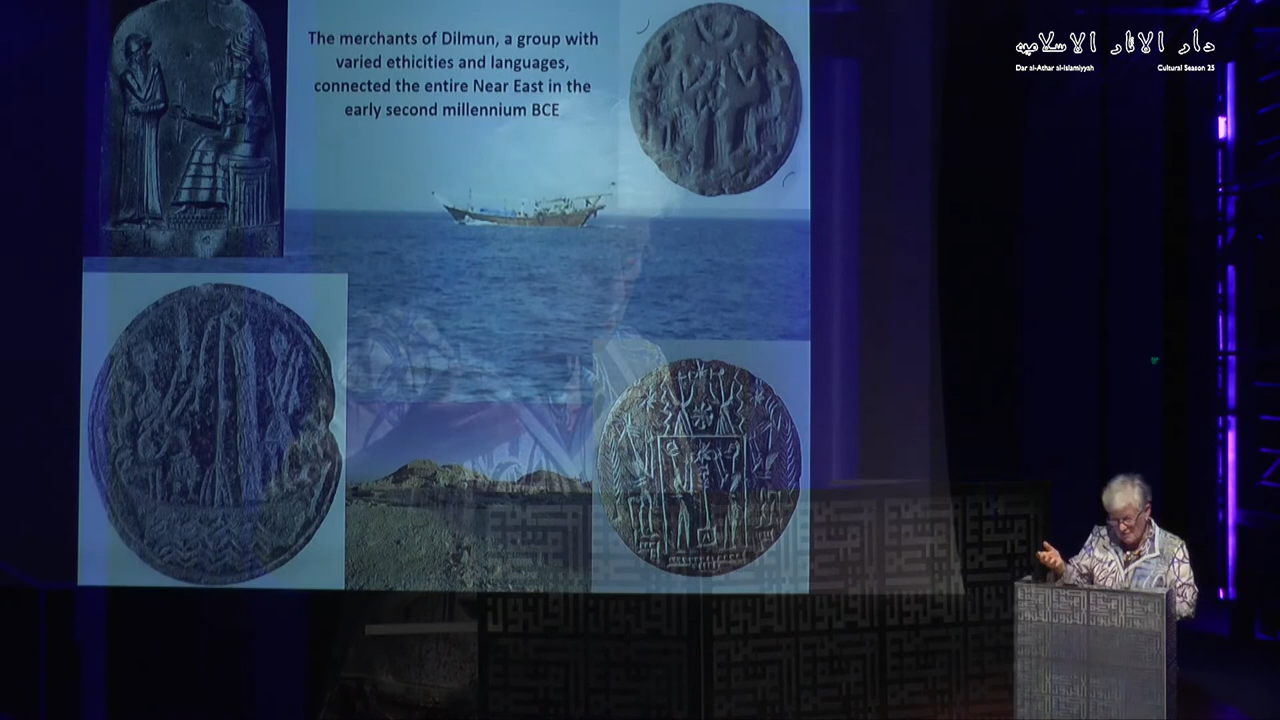 The merchants of Dilmun, a group with
varied ethicities and languages,
connected the entire Near East in the
early second millennium BCE
دار الآثار الإسلامية
Dar al-Athar al-Islamiyyah
Cultural Season 25